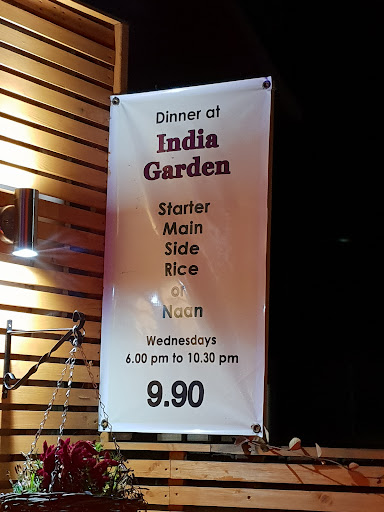 Dinner at
India
Garden
Starter
Main
Side
Rice
or
Naan
Wednesdays
6.00 pm to 10.30 pm
9.90